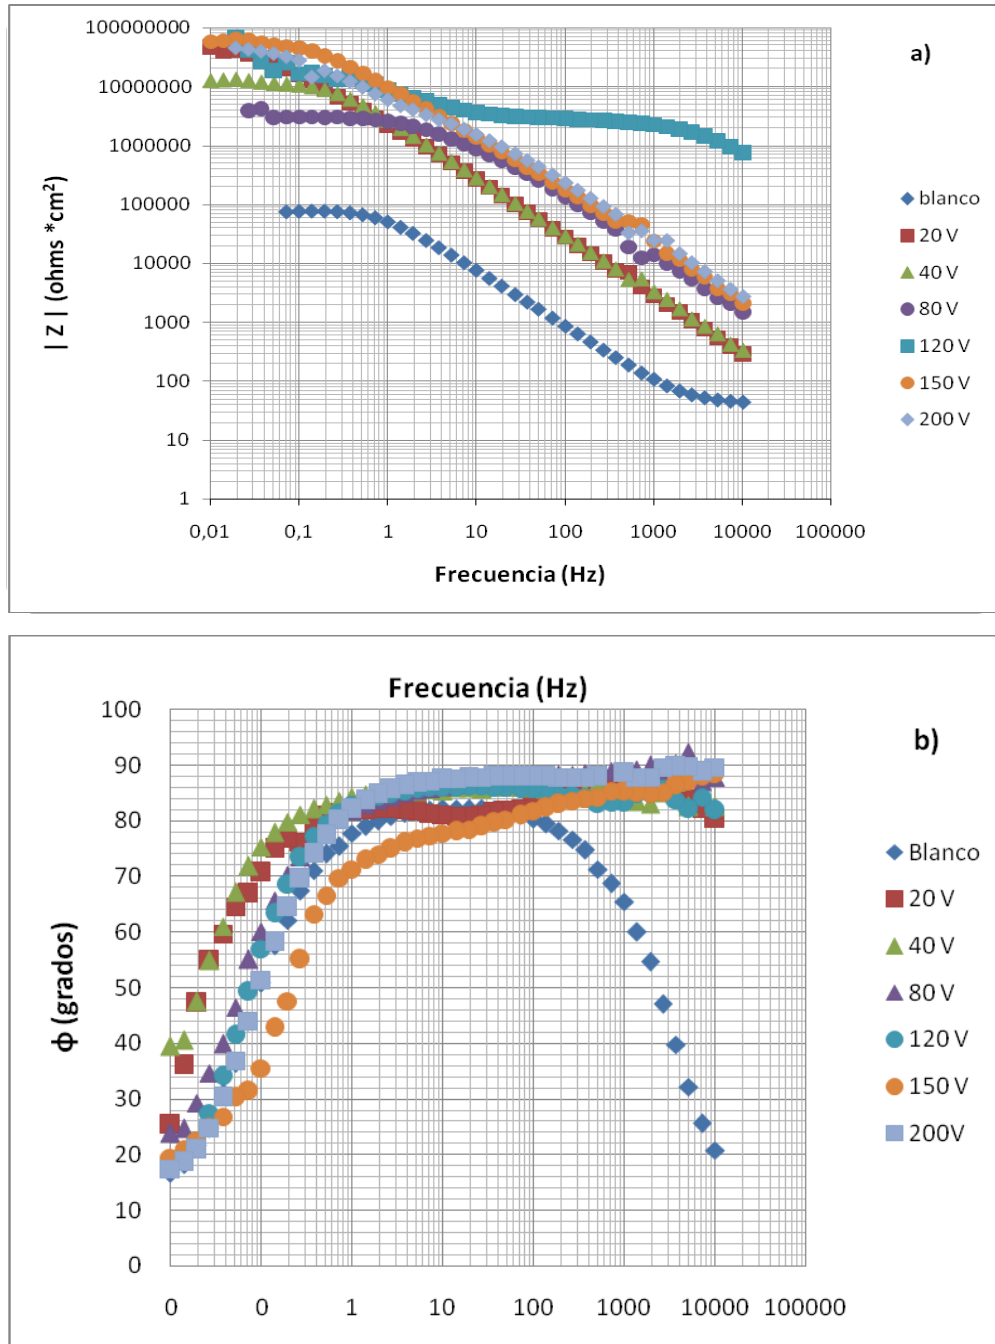 100000000
10000000
1000000
100000
10000
1000
100
10
1
0,01 0,1 1 10 100 1000 10000 100000
| Z | (ohms *cm2)
Frecuencia (Hz)
a)
blanco
20 V
40 V
80 V
120 V
150 V
200 V
Frecuencia (Hz)
b)
100
90
80
70
60
50
40
30
20
10
0
0 0 1 10 100 1000 10000 100000
ϕ (grados)
Blanco
20 V
40 V
80 V
120 V
150 V
200V